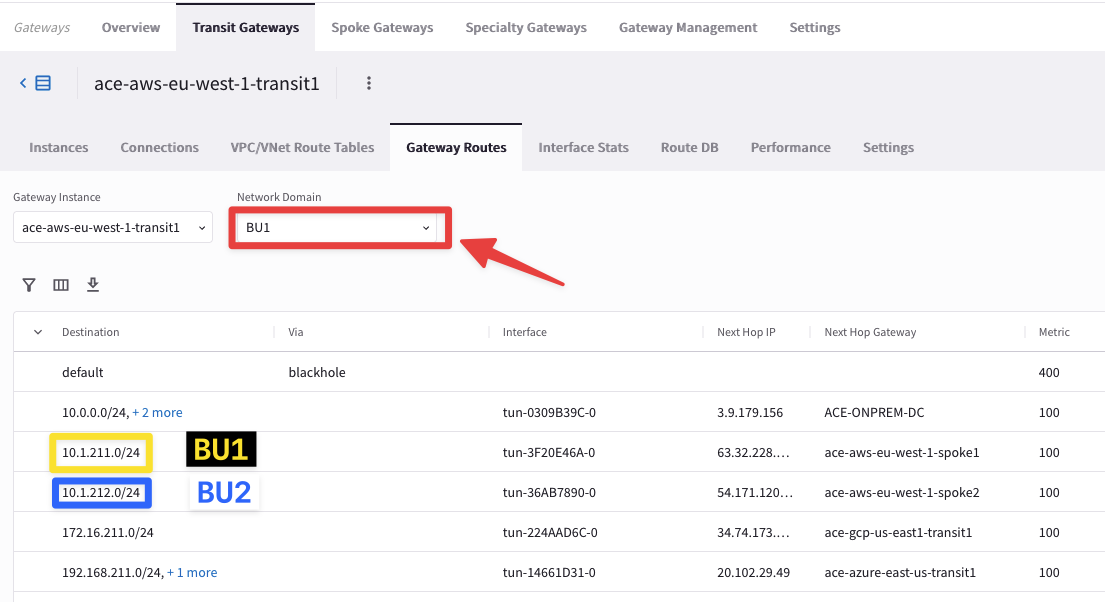 Gateways Overview Transit Gateways Spoke Gateways Specialty Gateways Gateway Management Settings
ace-aws-eu-west-1-transit1
Instances Connections VPC/VNet Route Tables Gateway Routes Interface Stats Route DB Performance Settings
Gateway Instance Network Domain
ace-aws-eu-west-1-transit1 BU1
Destination Via Interface Next Hop IP Next Hop Gateway Metric
default blackhole 400
10.0.0.0/24, + 2 more tun-0309B39C-0 3.9.179.156 ACE-ONPREM-DC 100
10.1.211.0/24 BU1 tun-3F20E46A-0 63.32.228.... ace-aws-eu-west-1-spoke1 100
10.1.212.0/24 BU2 tun-36AB7890-0 54.171.120... ace-aws-eu-west-1-spoke2 100
172.16.211.0/24 tun-224AAD6C-0 34.74.173.... ace-gcp-us-east1-transit1 100
192.168.211.0/24, + 1 more tun-14661D31-0 20.102.29.49 ace-azure-east-us-transit1 100